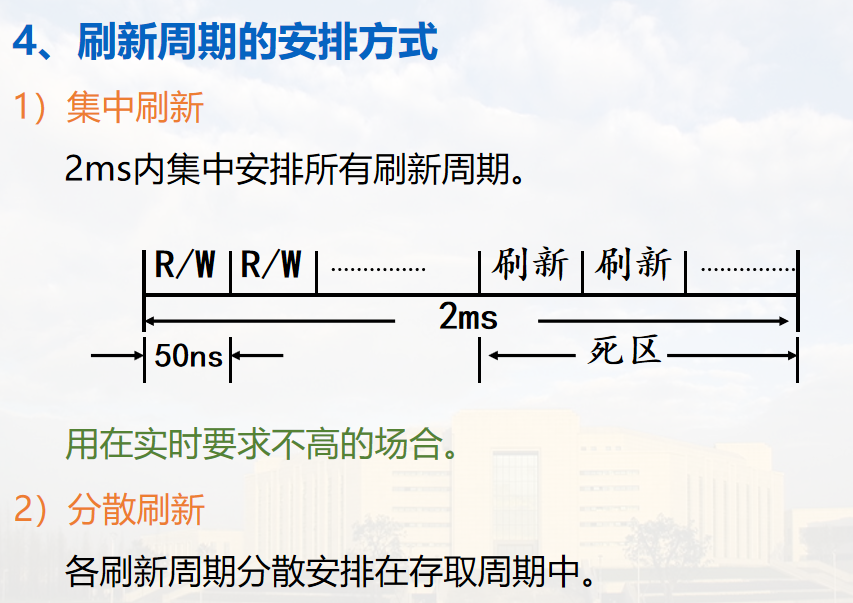 4、刷新周期的安排方式
1）集中刷新
2ms内集中安排所有刷新周期。
R/W R/W ............... 刷新 刷新 ...............
2ms
50ns 死区
用在实时要求不高的场合。
2）分散刷新
各刷新周期分散安排在存取周期中。